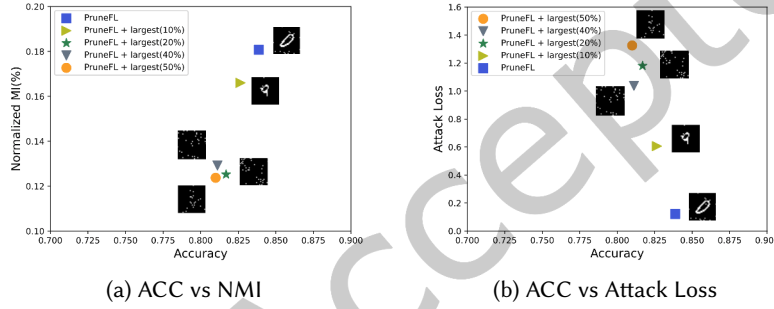 PruneFL
PruneFL + largest(10%)
PruneFL + largest(20%)
PruneFL + largest(40%)
PruneFL + largest(50%)
Normalized MI(%)
0.20
0.18
0.16
0.14
0.12
0.10
0.700 0.725 0.750 0.775 0.800 0.825 0.850 0.875 0.900
Accuracy
(a) ACC vs NMI
PruneFL + largest(50%)
PruneFL + largest(40%)
PruneFL + largest(20%)
PruneFL + largest(10%)
PruneFL
Attack Loss
1.6
1.4
1.2
1.0
0.8
0.6
0.4
0.2
0.0
0.700 0.725 0.750 0.775 0.800 0.825 0.850 0.875 0.90
Accuracy
(b) ACC vs Attack Loss
Accepte